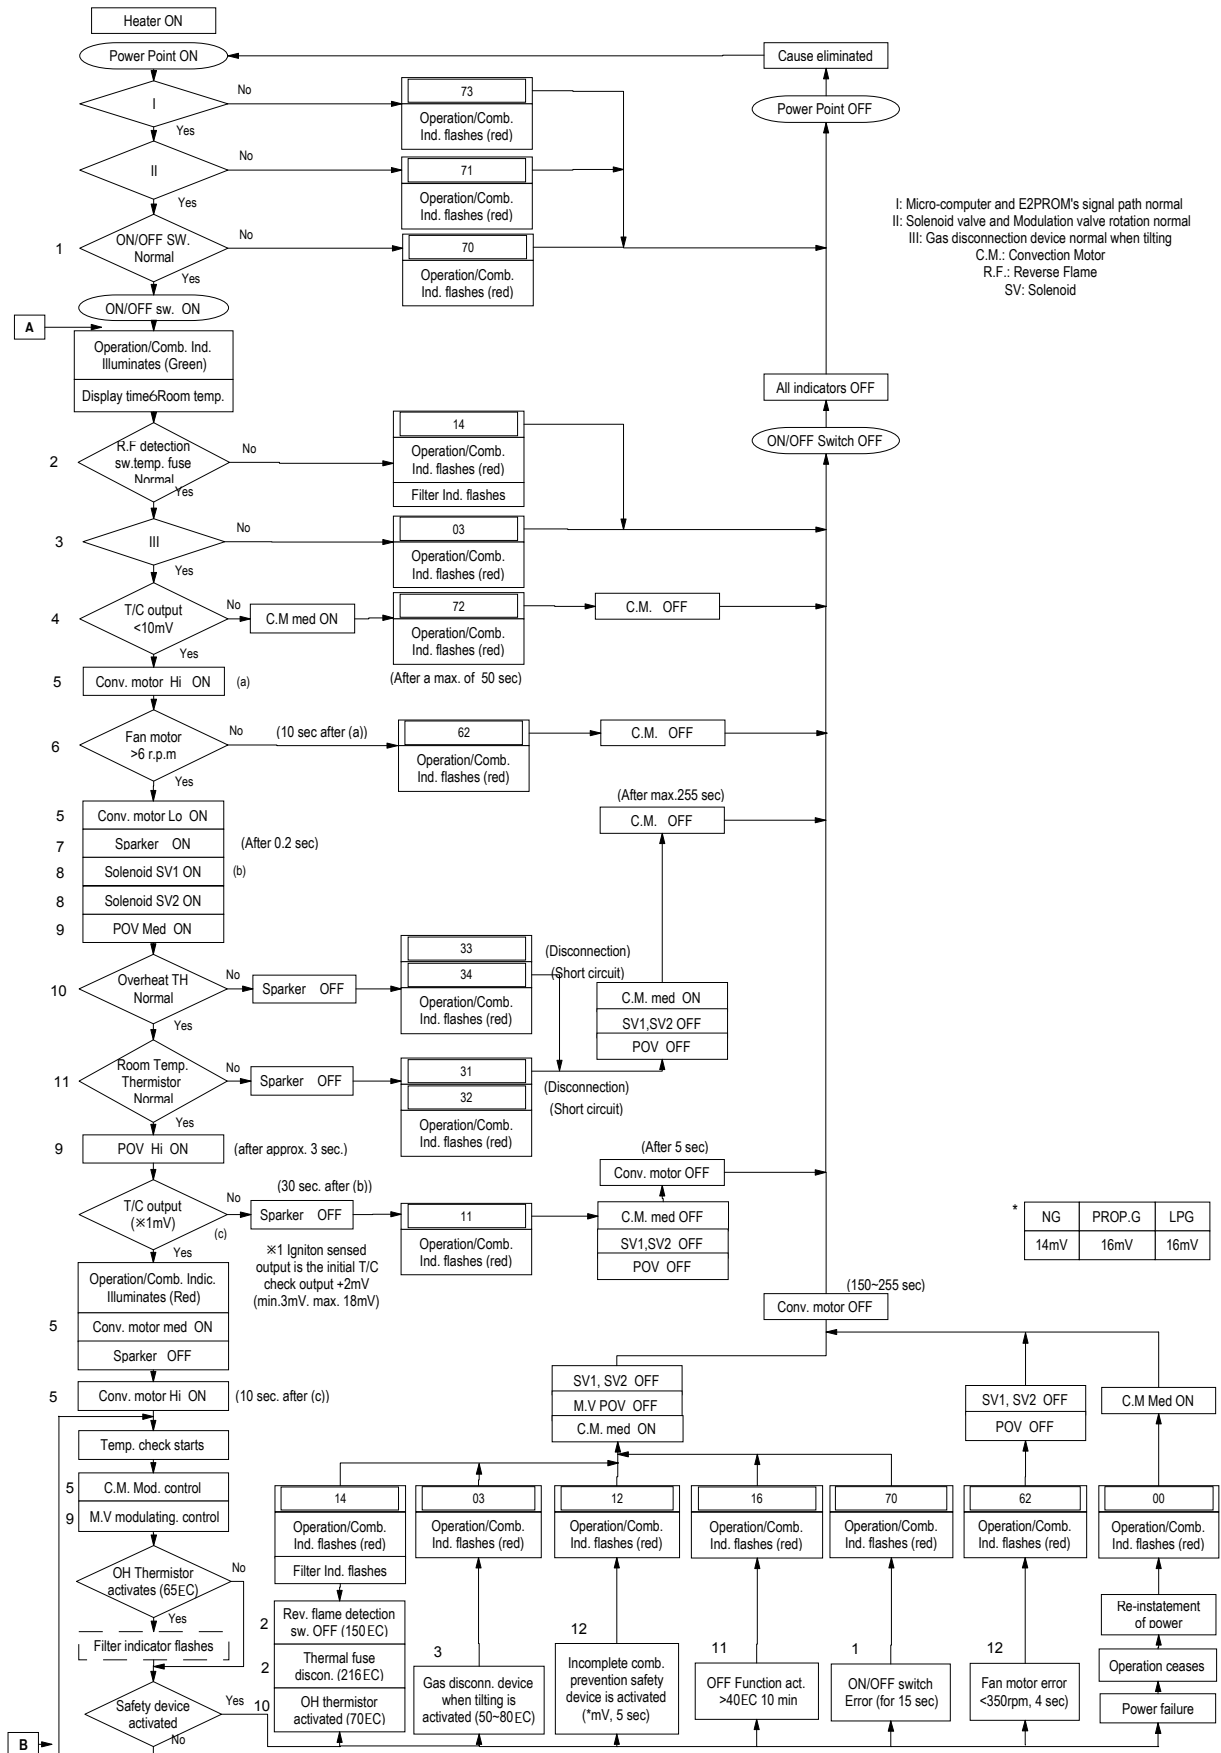 Heater ON
Power Point ON
Cause eliminated
No
73
I
Operation/Comb.
Ind. flashes (red)
Power Point OFF
Yes
No
71
II
Operation/Comb.
Ind. flashes (red)
Yes
I: Micro-computer and E2PROM's signal path normal
II: Solenoid valve and Modulation valve rotation normal
III: Gas disconnection device normal when tilting
C.M.: Convection Motor
R.F.: Reverse Flame
SV: Solenoid
1
ON/OFF SW.
Normal
No
70
Operation/Comb.
Ind. flashes (red)
Yes
ON/OFF sw. ON
A
Operation/Comb. Ind.
Illuminates (Green)
Display time6Room temp.
All indicators OFF
ON/OFF Switch OFF
2
R.F detection
sw.temp. fuse
Normal
No
14
Operation/Comb.
Ind. flashes (red)
Filter Ind. flashes
Yes
3
III
No
03
Operation/Comb.
Ind. flashes (red)
Yes
4
T/C output
<10mV
No
C.M med ON
72
Operation/Comb.
Ind. flashes (red)
(After a max. of 50 sec)
C.M. OFF
Yes
5
Conv. motor Hi ON
(a)
6
Fan motor
>6 r.p.m
No
(10 sec after (a))
62
Operation/Comb.
Ind. flashes (red)
C.M. OFF
Yes
(After max.255 sec)
C.M. OFF
5
Conv. motor Lo ON
7
Sparker ON
(After 0.2 sec)
8
Solenoid SV1 ON
(b)
8
Solenoid SV2 ON
9
POV Med ON
10
Overheat TH
Normal
No
Sparker OFF
33
(Disconnection)
34
(Short circuit)
Operation/Comb.
Ind. flashes (red)
Yes
C.M. med ON
SV1,SV2 OFF
POV OFF
11
Room Temp.
Thermistor
Normal
No
Sparker OFF
31
(Disconnection)
32
(Short circuit)
Operation/Comb.
Ind. flashes (red)
Yes
9
POV Hi ON
(after approx. 3 sec.)
(After 5 sec)
Conv. motor OFF
T/C output
(※1mV)
No
(c)
(30 sec. after (b))
Sparker OFF
11
Operation/Comb.
Ind. flashes (red)
C.M. med OFF
SV1,SV2 OFF
POV OFF
Yes
※1 Igniton sensed
output is the initial T/C
check output +2mV
(min.3mV. max. 18mV)
* NG PROP.G LPG
14mV 16mV 16mV
Operation/Comb. Indic.
Illuminates (Red)
5
Conv. motor med ON
Sparker OFF
(150~255 sec)
Conv. motor OFF
5
Conv. motor Hi ON
(10 sec. after (c))
SV1, SV2 OFF
M.V POV OFF
C.M. med ON
SV1, SV2 OFF
POV OFF
C.M Med ON
Temp. check starts
5
C.M. Mod. control
9
M.V modulating. control
14
Operation/Comb.
Ind. flashes (red)
Filter Ind. flashes
03
Operation/Comb.
Ind. flashes (red)
12
Operation/Comb.
Ind. flashes (red)
16
Operation/Comb.
Ind. flashes (red)
70
Operation/Comb.
Ind. flashes (red)
62
Operation/Comb.
Ind. flashes (red)
00
Operation/Comb.
Ind. flashes (red)
OH Thermistor
activates (65EC)
No
Yes
Filter indicator flashes
2
Rev. flame detection
sw. OFF (150EC)
2
Thermal fuse
discon. (216EC)
10
OH thermistor
activated (70EC)
3
Gas disconn. device
when tilting is
activated (50~80EC)
12
Incomplete comb.
prevention safety
device is activated
(*mV, 5 sec)
11
OFF Function act.
>40EC 10 min
1
ON/OFF switch
Error (for 15 sec)
12
Fan motor error
<350rpm, 4 sec)
Re-instatement
of power
Operation ceases
Power failure
Safety device
activated
Yes
No
B